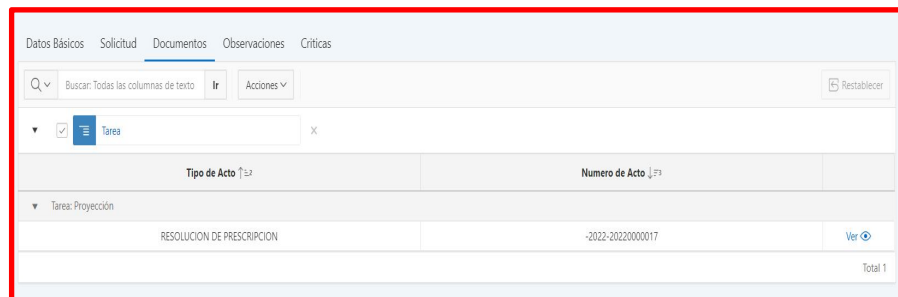 Datos Básicos Solicitud Documentos Observaciones Criticas
Buscar: Todas las columnas de texto Ir Acciones Restablecer
Tarea X
Tipo de Acto Numero de Acto
Tarea: Proyección
RESOLUCION DE PRESCRIPCION -2022-20220000017 Ver
Total 1